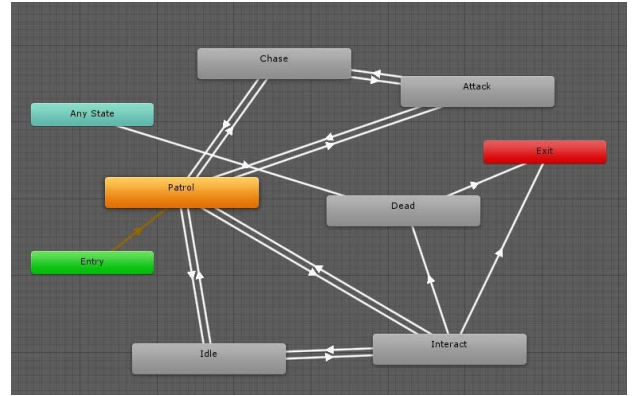 Chase
Attack
Any State
Exit
Patrol
Dead
Entry
Interact
Idle